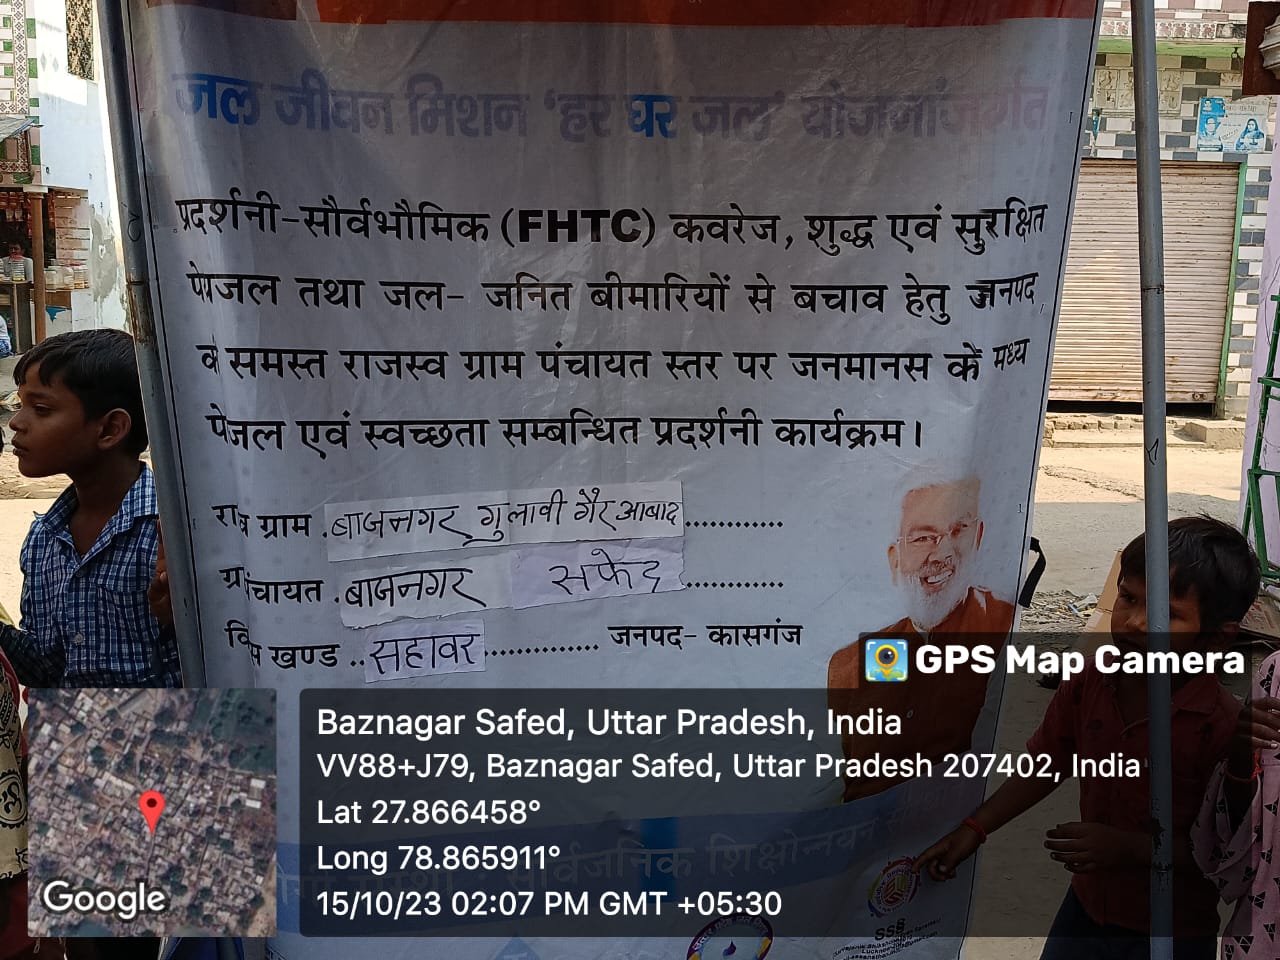 जल जीवन मिशन 'हर घर जल' योजनांतर्गत
प्रदर्शनी-सौर्वभौमिक (FHTC) कवरेज, शुद्ध एवं सुरक्षित
पेयजल तथा जल- जनित बीमारियों से बचाव हेतु जनपद
के समस्त राजस्व ग्राम पंचायत स्तर पर जनमानस के मध्य
पेजल एवं स्वच्छता सम्बन्धित प्रदर्शनी कार्यक्रम।
ग्राम . बाजनगर गुलावी गैर आबाद ............
बाजनगर सफेद ............
खण्ड .. सहावर .............. जनपद- कासगंज
GPS Map Camera
Baznagar Safed, Uttar Pradesh, India
VV88+J79, Baznagar Safed, Uttar Pradesh 207402, India
Lat 27.866458°
Long 78.865911°
सार्वजनिक शिक्षोन्नयन
15/10/23 02:07 PM GMT +05:30
Google
SSS